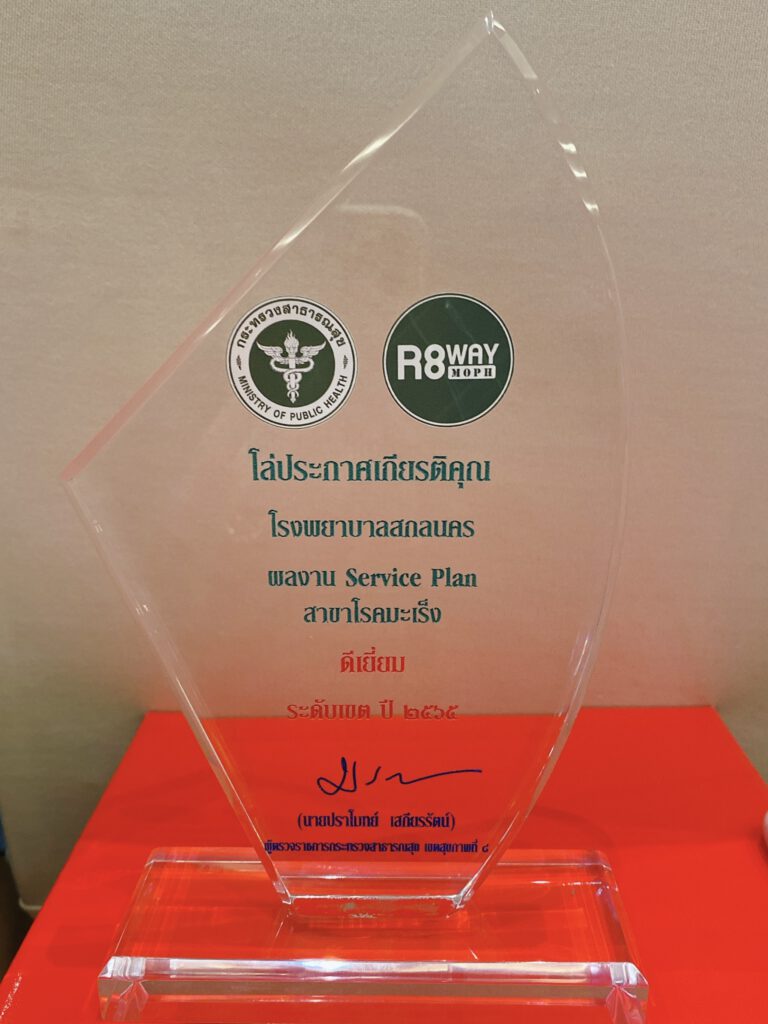 กระทรวงสาธารณสุข
MINISTRY OF PUBLIC HEALTH
R8WAY
MOPH
โล่ประกาศเกียรติคุณ
โรงพยาบาลสกลนคร
ผลงาน Service Plan
สาขาโรคมะเร็ง
ดีเยี่ยม
ระดับเขต ปี ๒๕๖๕
(นายปราโมทย์ เสถียรรัตน์)
ผู้ตรวจราชการกระทรวงสาธารณสุข เขตสุขภาพที่ ๘